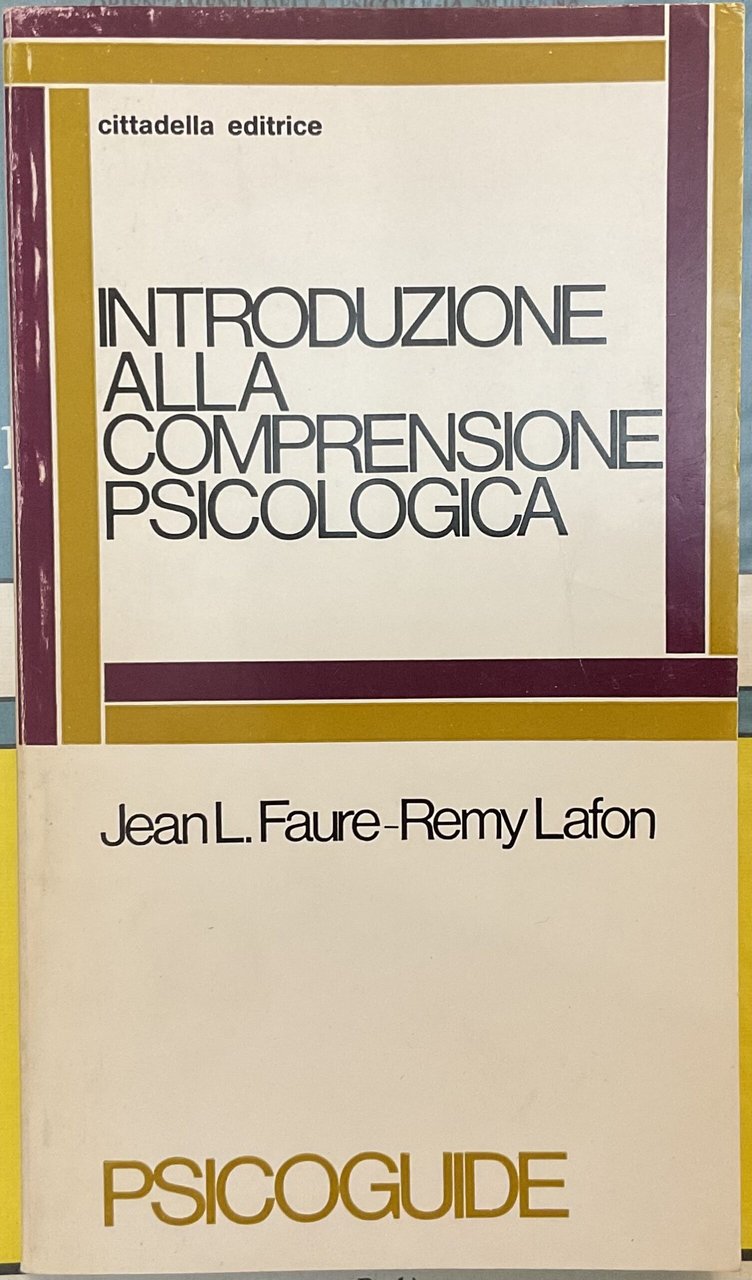 cittadella editrice
INTRODUZIONE
ALLA
COMPRENSIONE
PSICOLOGICA
Jean L. Faure-Remy Lafon
PSICOGUIDE